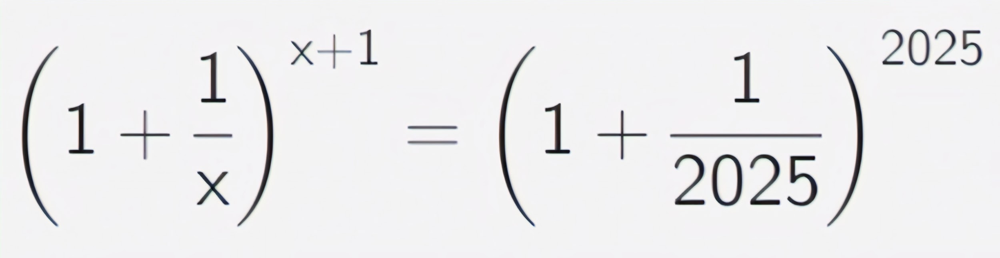 (1 + 1/x)^(x+1) = (1 + 1/2025)^2025